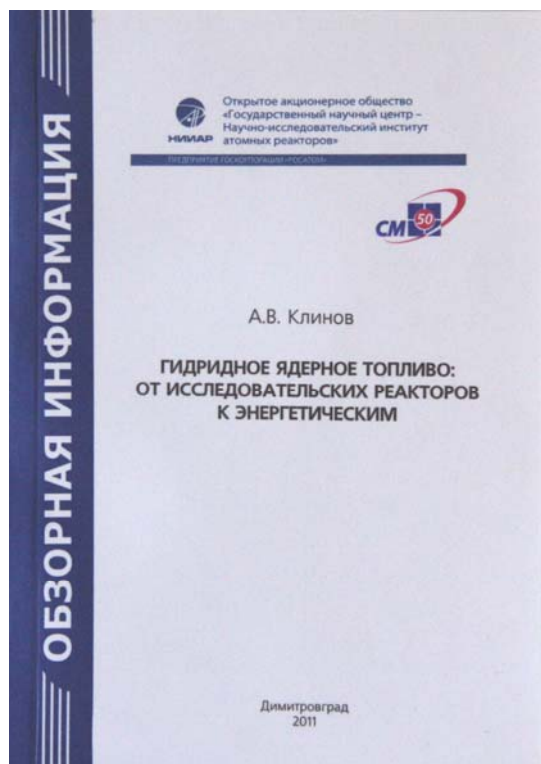 ОБЗОРНАЯ ИНФОРМАЦИЯ
НИИАР
Открытое акционерное общество
«Государственный научный центр –
Научно-исследовательский институт
атомных реакторов»
ПРЕДПРИЯТИЕ ГОСКОРПОРАЦИИ «РОСАТОМ»
СМ 50
А.В. Клинов
ГИДРИДНОЕ ЯДЕРНОЕ ТОПЛИВО:
ОТ ИССЛЕДОВАТЕЛЬСКИХ РЕАКТОРОВ
К ЭНЕРГЕТИЧЕСКИМ
Димитровград
2011